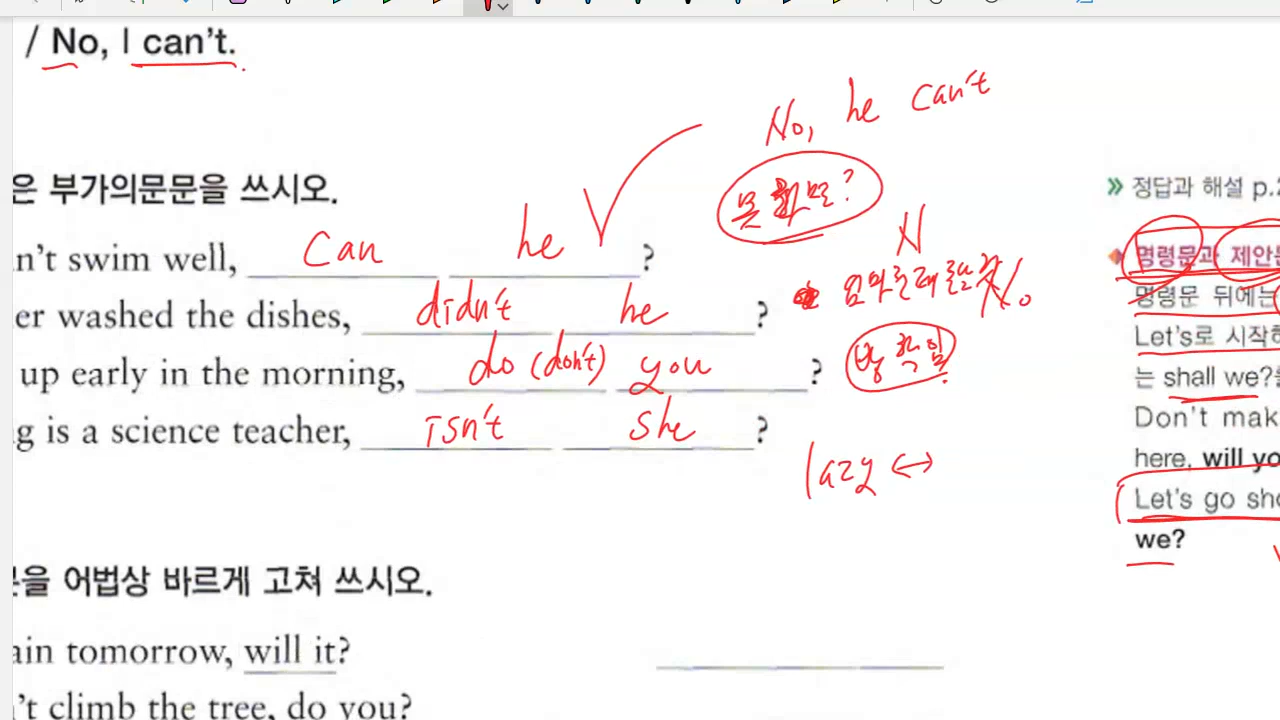 / No, I can't.
No, he can't
은 부가의문문을 쓰시오.
정답과 해설 p.2
n't swim well, Can he ?
명령문과 제안문
er washed the dishes, didn't he ?
N
명령문 뒤에는
Let's로 시작하
up early in the morning, do (don't) you ?
는 shall we?를
g is a science teacher, isn't she ?
Don't mak
here, will yo
lazy ↔
Let's go sho
we?
을 어법상 바르게 고쳐 쓰시오.
ain tomorrow, will it?
't climb the tree, do you?